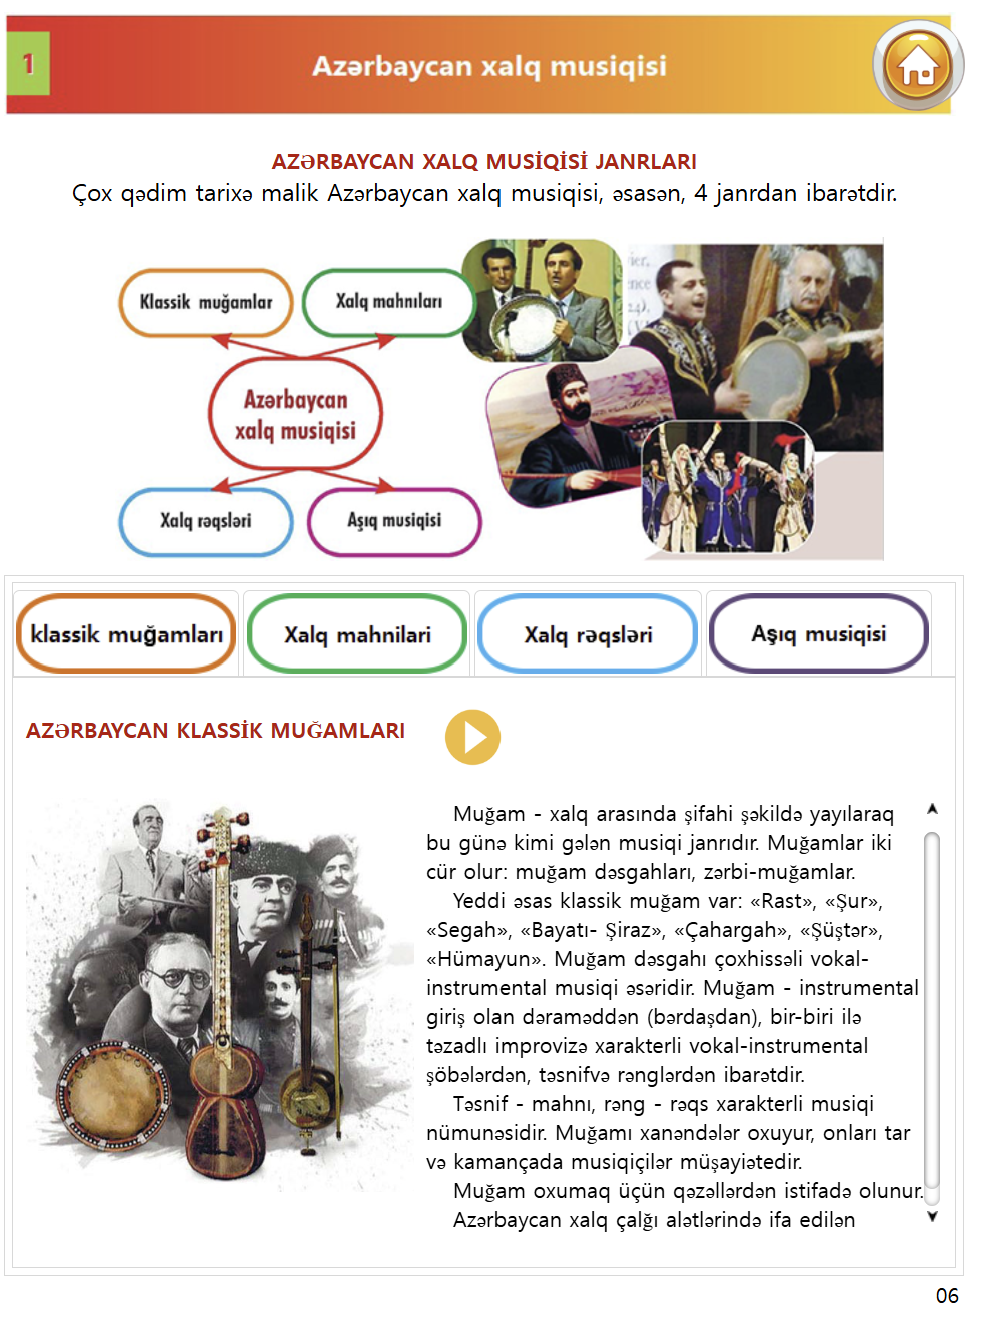 1
Azərbaycan xalq musiqisi
AZƏRBAYCAN XALQ MUSİQİSİ JANRLARI
Çox qədim tarixə malik Azərbaycan xalq musiqisi, əsasən, 4 janrdan ibarətdir.
Klassik muğamlar
Xalq mahnıları
Azərbaycan
xalq musiqisi
Xalq rəqsləri
Aşıq musiqisi
klassik muğamları
Xalq mahnilari
Xalq rəqsləri
Aşıq musiqisi
AZƏRBAYCAN KLASSİK MUĞAMLARI
Muğam - xalq arasında şifahi şəkildə yayılaraq
bu günə kimi gələn musiqi janrıdır. Muğamlar iki
cür olur: muğam dəsgahları, zərbi-muğamlar.
Yeddi əsas klassik muğam var: «Rast», «Şur»,
«Segah», «Bayatı- Şiraz», «Çahargah», «Şüştər»,
«Hümayun». Muğam dəsgahı çoxhissəli vokal-
instrumental musiqi əsəridir. Muğam - instrumental
giriş olan dəraməddən (bərdaşdan), bir-biri ilə
təzadlı improvizə xarakterli vokal-instrumental
şöbələrdən, təsnifvə rənglərdən ibarətdir.
Təsnif - mahnı, rəng - rəqs xarakterli musiqi
nümunəsidir. Muğamı xanəndələr oxuyur, onları tar
və kamançada musiqiçilər müşayiətedir.
Muğam oxumaq üçün qəzəllərdən istifadə olunur.
Azərbaycan xalq çalğı alətlərində ifa edilən
06